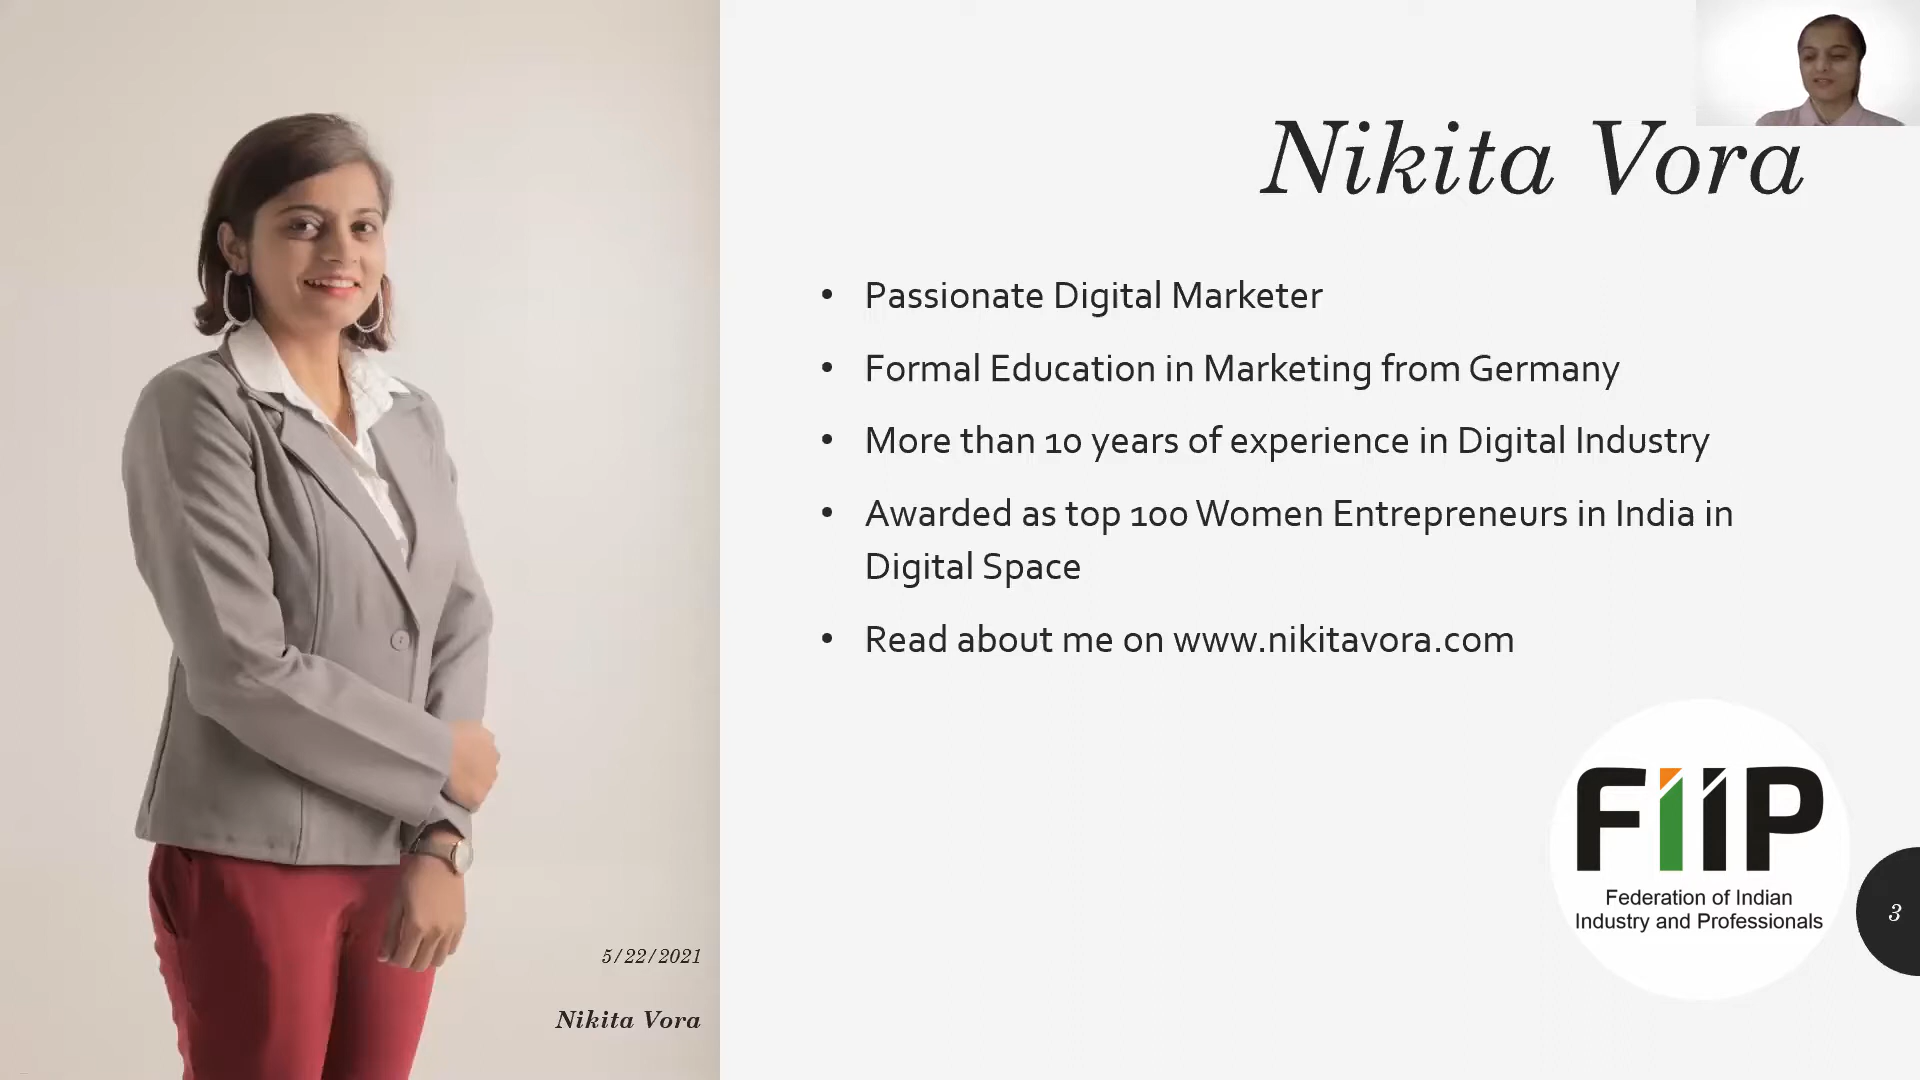 Nikita Vora
• Passionate Digital Marketer
• Formal Education in Marketing from Germany
• More than 10 years of experience in Digital Industry
• Awarded as top 100 Women Entrepreneurs in India in
Digital Space
• Read about me on www.nikitavora.com
5/22/2021
Nikita Vora
FIIP
Federation of Indian
Industry and Professionals
3